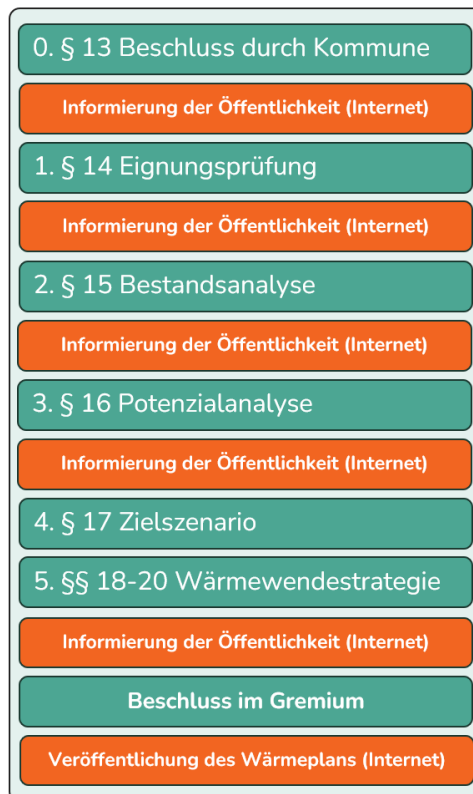 0. § 13 Beschluss durch Kommune
Informierung der Öffentlichkeit (Internet)
1. § 14 Eignungsprüfung
Informierung der Öffentlichkeit (Internet)
2. § 15 Bestandsanalyse
Informierung der Öffentlichkeit (Internet)
3. § 16 Potenzialanalyse
Informierung der Öffentlichkeit (Internet)
4. § 17 Zielszenario
5. §§ 18-20 Wärmewendestrategie
Informierung der Öffentlichkeit (Internet)
Beschluss im Gremium
Veröffentlichung des Wärmeplans (Internet)